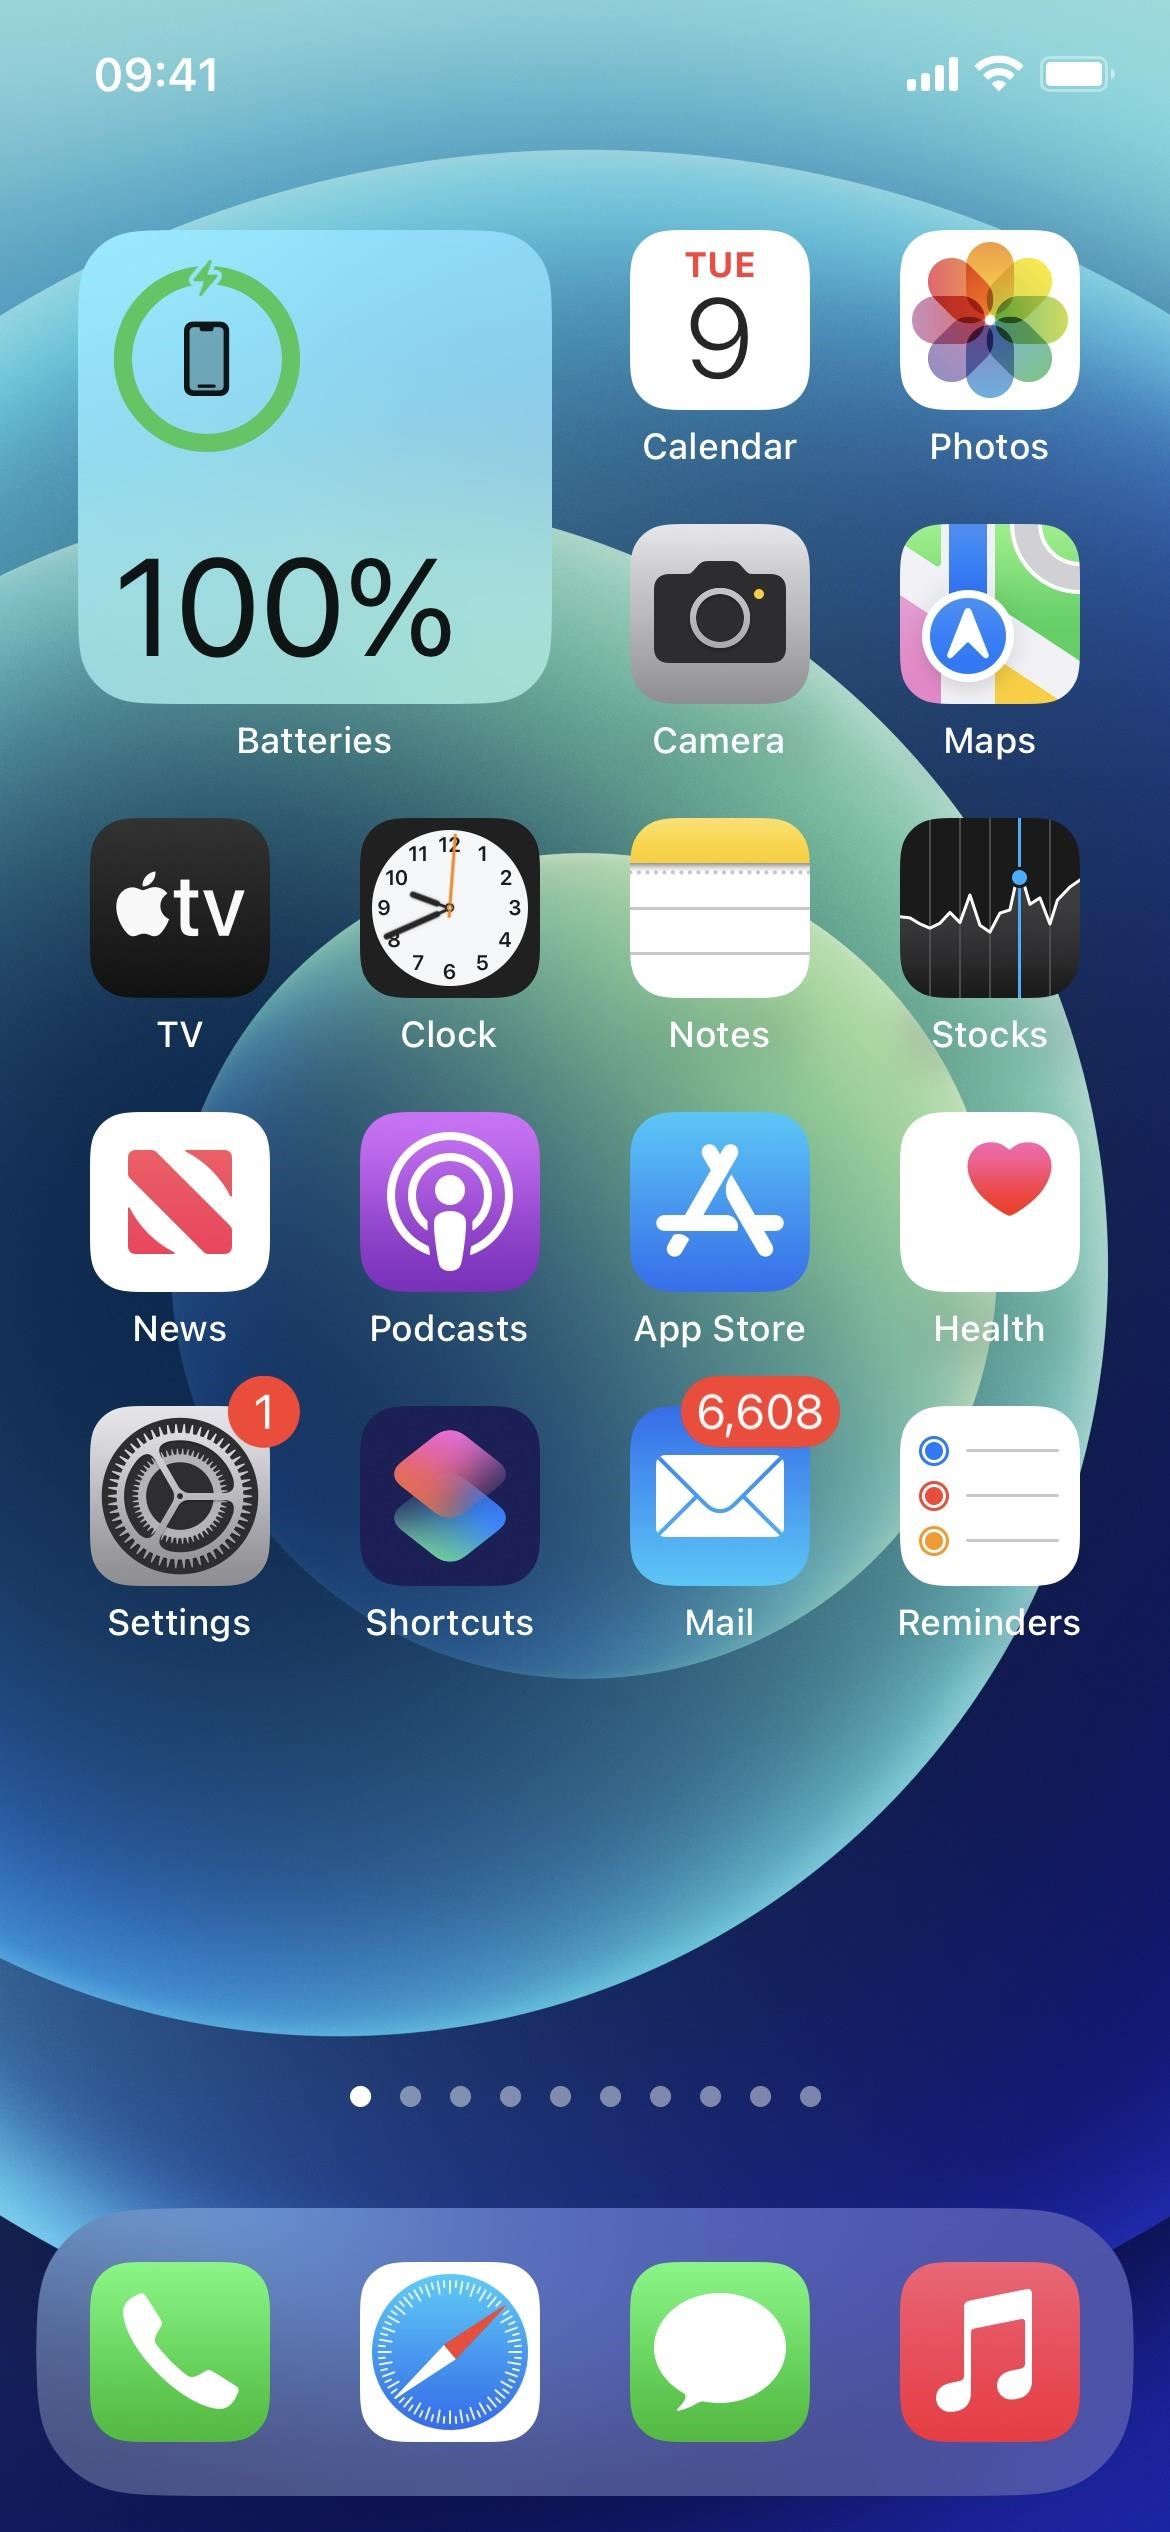 09:41
TUE
9
Calendar
Photos
100%
Batteries
Camera
Maps
tv
12
11 1
10 2
9 3
8 4
7 5
6
TV
Clock
Notes
Stocks
News
Podcasts
App Store
Health
1
6,608
Settings
Shortcuts
Mail
Reminders